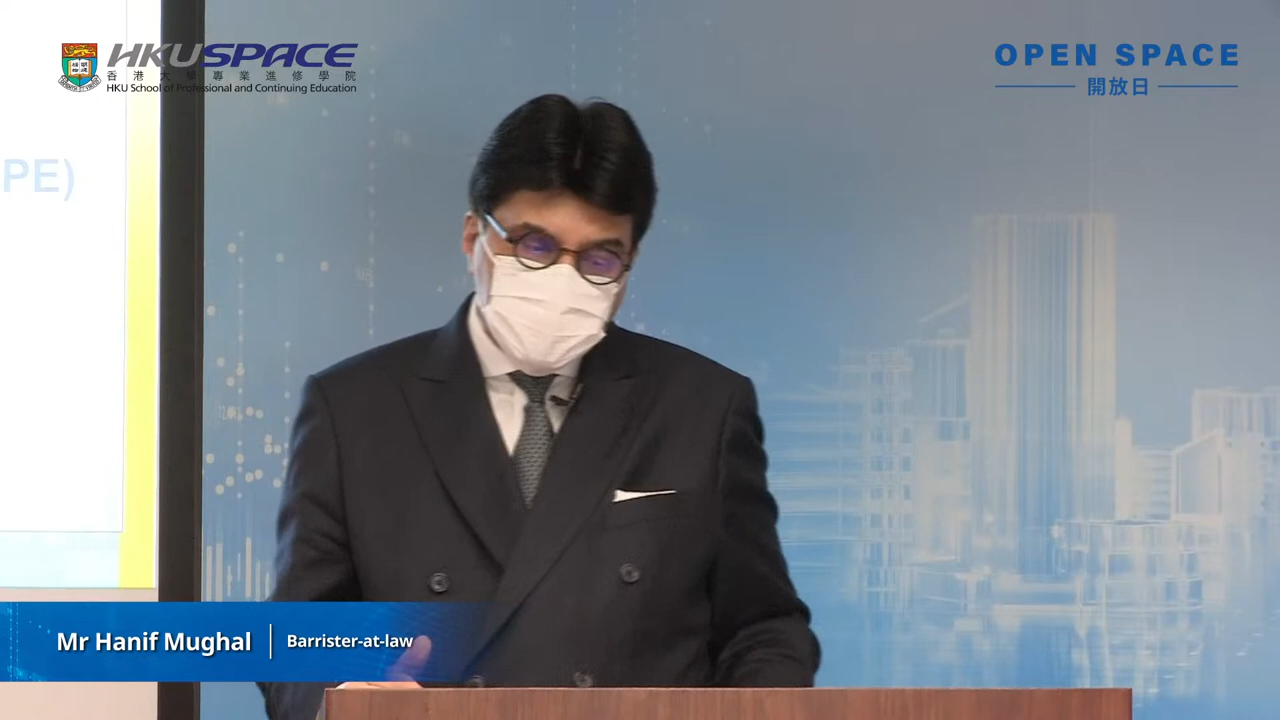 HKUSPACE
香港大學專業進修學院
HKU School of Professional and Continuing Education
OPEN SPACE
開放日
PE)
Mr Hanif Mughal
Barrister-at-law